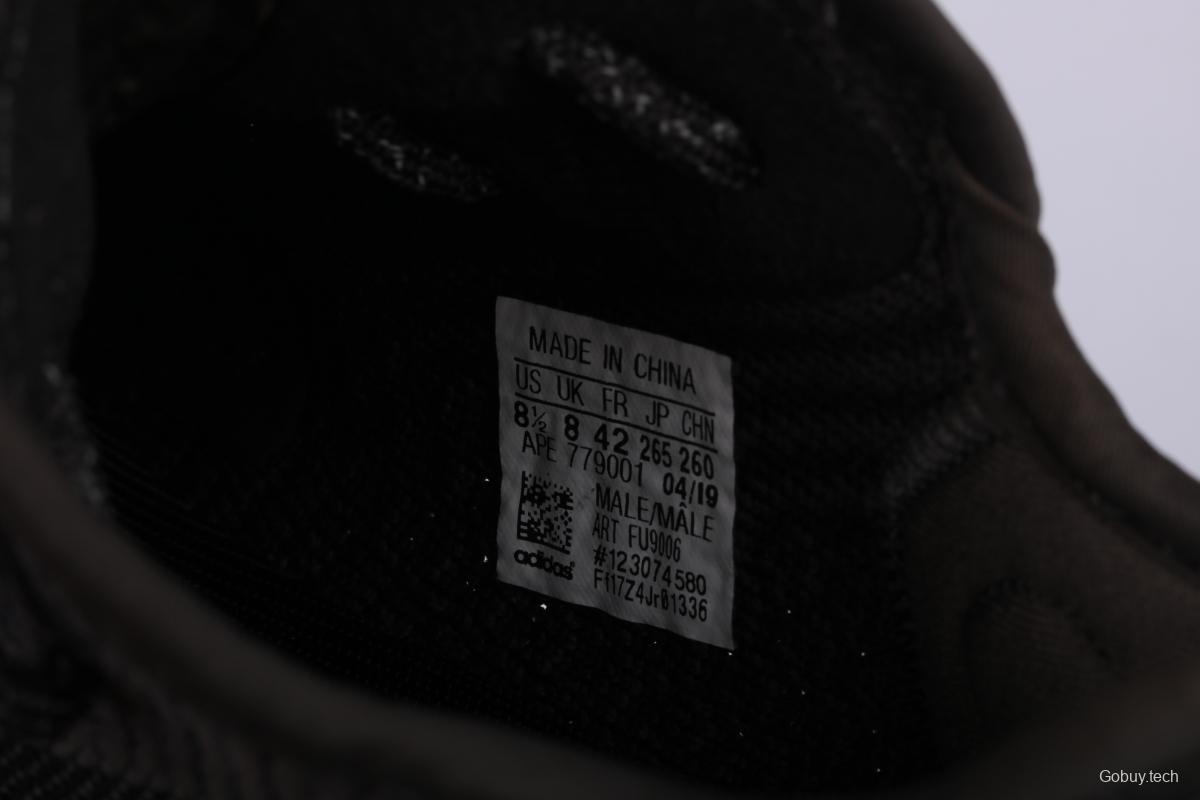 MADE IN CHINA
US UK FR JP CHN
8½ 8 42 265 260
APE 779001 04/19
MALE/MÂLE
ART FU9006
#123074580
Ff17Z4Jr01336
adidas
Gobuy.tech